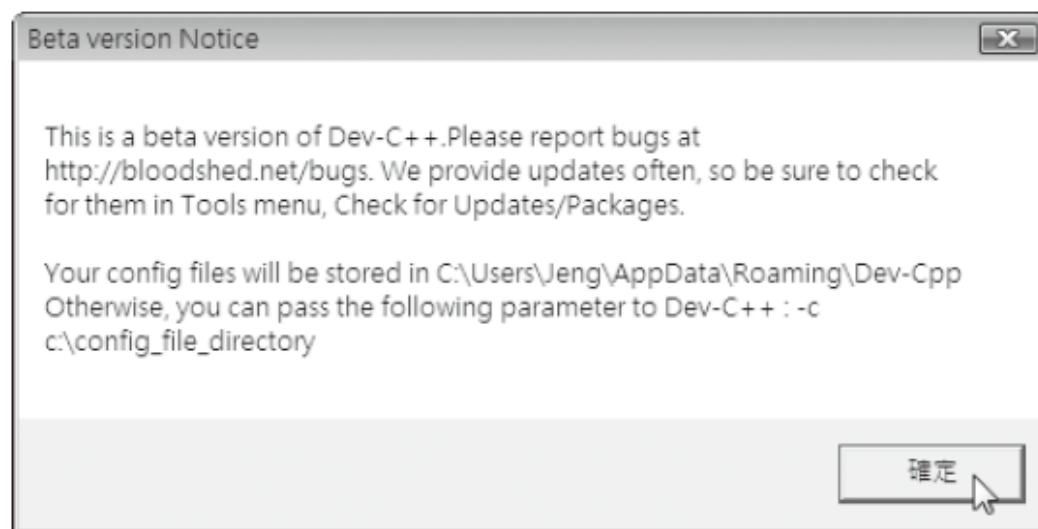 Beta version Notice
This is a beta version of Dev-C++.Please report bugs at
http://bloodshed.net/bugs. We provide updates often, so be sure to check
for them in Tools menu, Check for Updates/Packages.
Your config files will be stored in C:\Users\Jeng\AppData\Roaming\Dev-Cpp
Otherwise, you can pass the following parameter to Dev-C++ : -c
c:\config_file_directory
確定